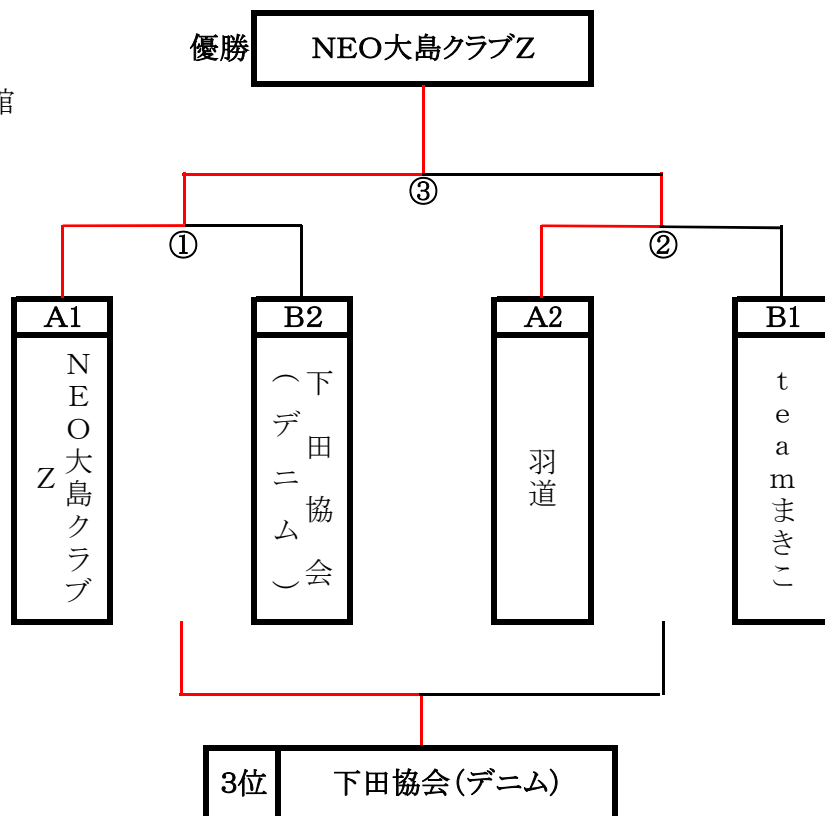 優勝
NEO大島クラブZ
館
③
①
②
A1
B2
A2
B1
NEO大島クラブ
Z
下田協会
(デニム)
羽道
teamまきこ
3位
下田協会(デニム)